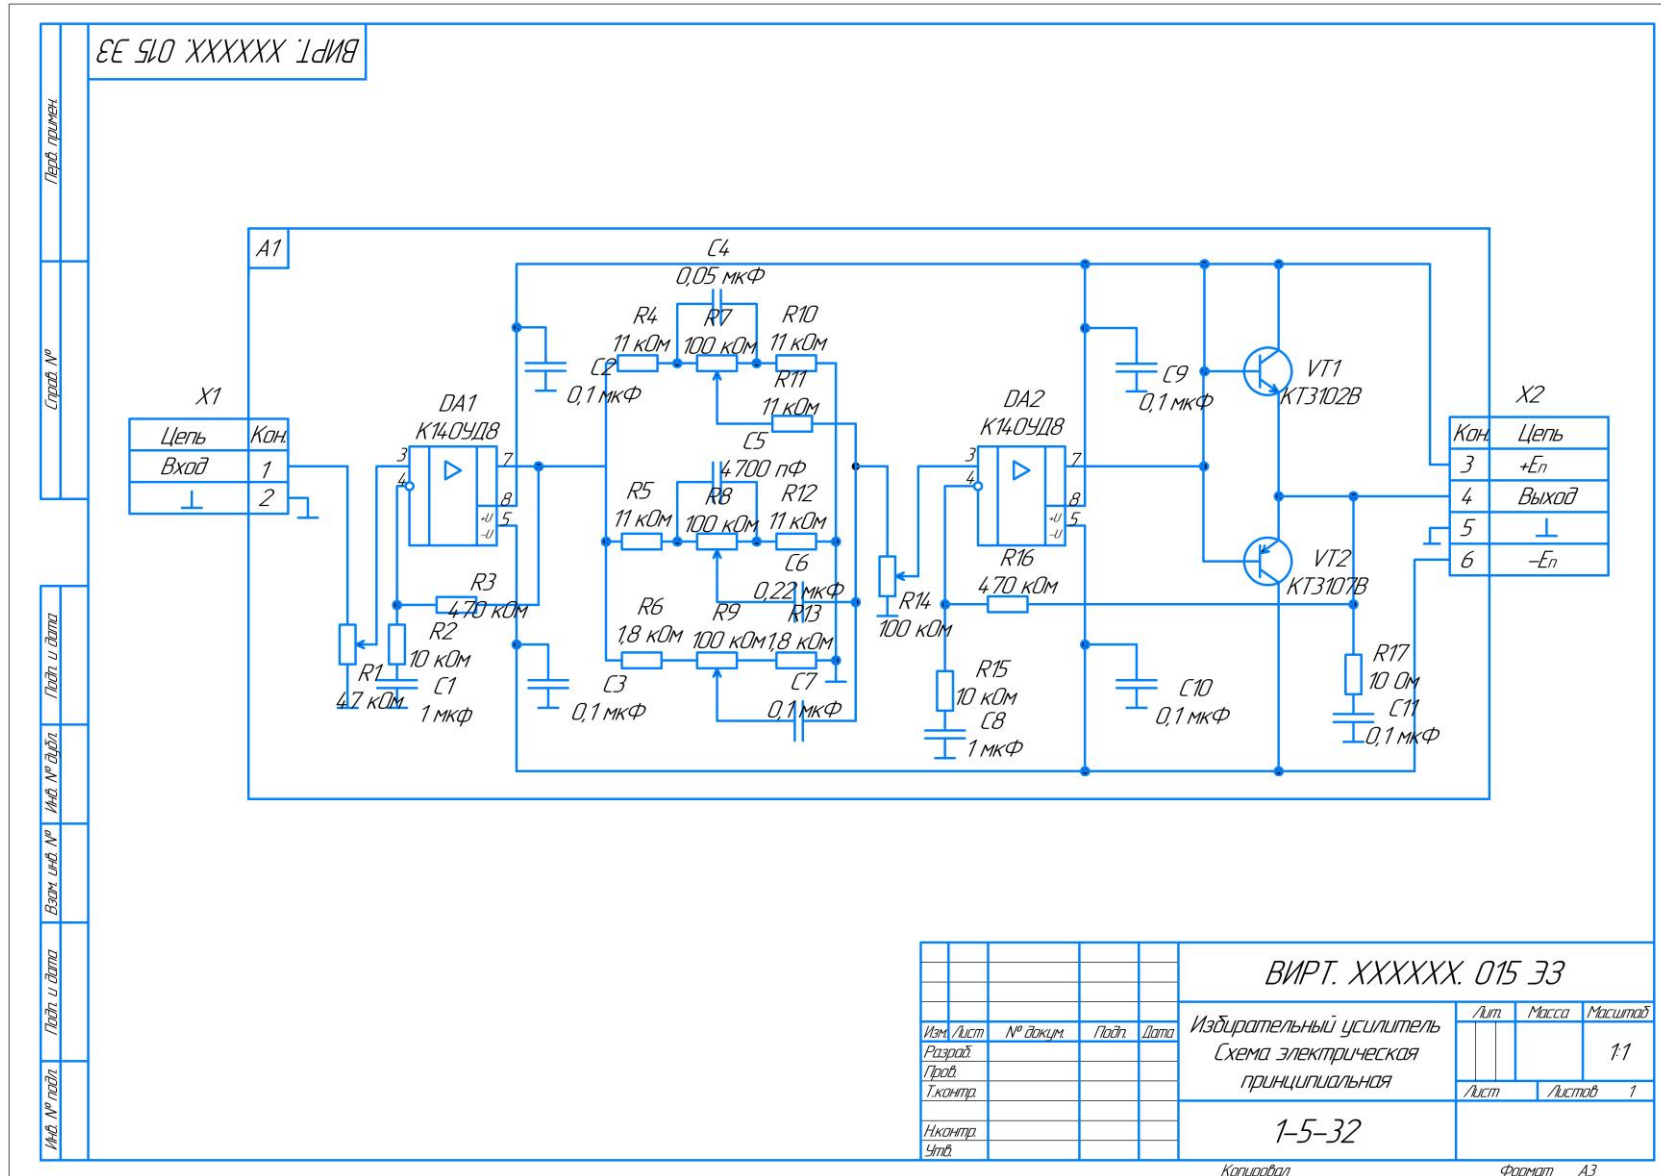 ВИРТ. XXXXXX. 015 ЭЗ
Перв. примен.
Справ. №
Подп. и дата
Инв. № дубл.
Взам. инв. №
Подп. и дата
Инв. № подл.
A1
X1
Цепь Кон.
Вход 1
⊥ 2
R1
47 кОм
R2
10 кОм
C1
1 мкф
R3
470 кОм
DA1
К140УД8
3
4
7
8
5
+U
-U
C2
0,1 мкФ
C3
0,1 мкФ
C4
0,05 мкФ
R4
11 кОм
R7
100 кОм
R10
11 кОм
R11
11 кОм
C5
4700 пФ
R5
11 кОм
R8
100 кОм
R12
11 кОм
C6
0,22 мкФ
R6
1,8 кОм
R9
100 кОм
R13
1,8 кОм
C7
0,1 мкФ
R14
100 кОм
DA2
К140УД8
3
4
7
8
5
+U
-U
R16
470 кОм
R15
10 кОм
C8
1 мкФ
C9
0,1 мкФ
C10
0,1 мкФ
VT1
КТ3102В
VT2
КТ3107В
R17
10 Ом
C11
0,1 мкФ
X2
Кон. Цепь
3 +Еп
4 Выход
5 ⊥
6 –Еп
ВИРТ. XXXXXX. 015 ЭЗ
Изм. Лист № докум. Подп. Дата
Разраб.
Пров.
Т.контр.
Н.контр.
Утв.
Избирательный усилитель
Схема электрическая
принципиальная
Лит. Масса Масштаб
1:1
Лист Листов 1
1–5–32
Копировал Формат А3